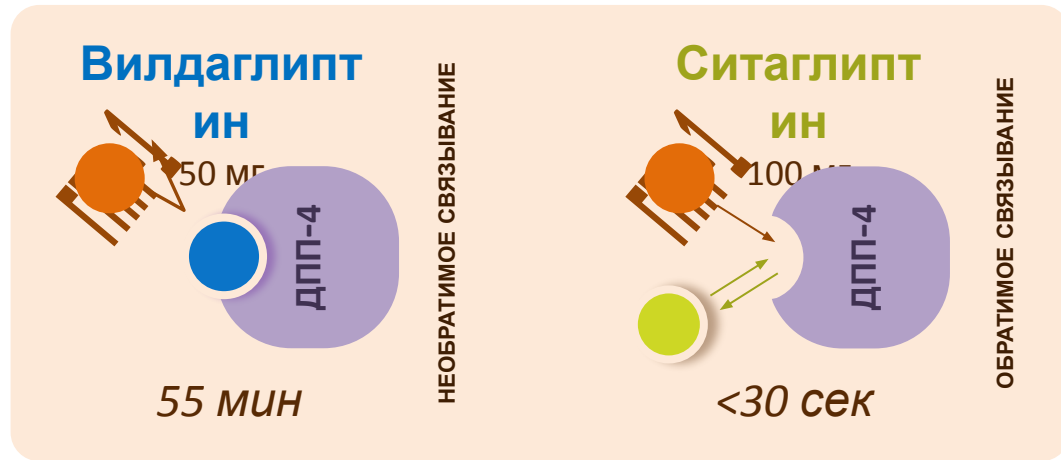 Вилдаглипт
ин
50 мг
ДПП-4
НЕОБРАТИМОЕ СВЯЗЫВАНИЕ
55 мин
Ситаглипт
ин
100 мг
ДПП-4
ОБРАТИМОЕ СВЯЗЫВАНИЕ
<30 сек